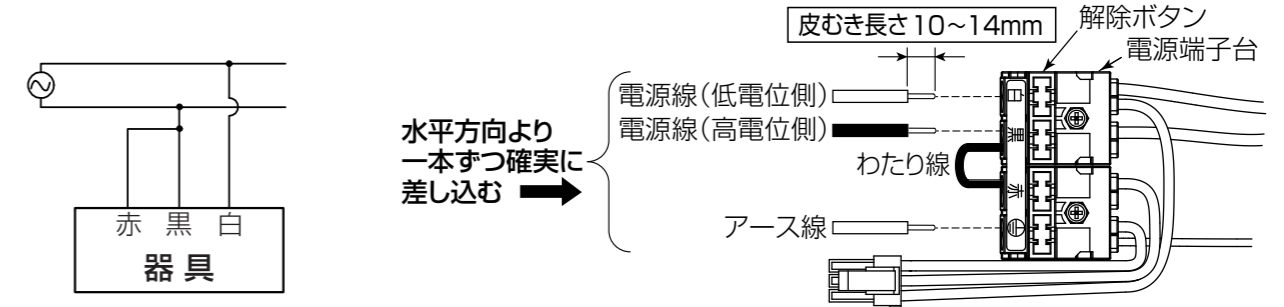 赤 黒 白
器具
水平方向より
一本ずつ確実に
差し込む
皮むき長さ10~14mm
解除ボタン
電源端子台
電源線(低電位側)
電源線(高電位側)
わたり線
アース線
白
黒
赤